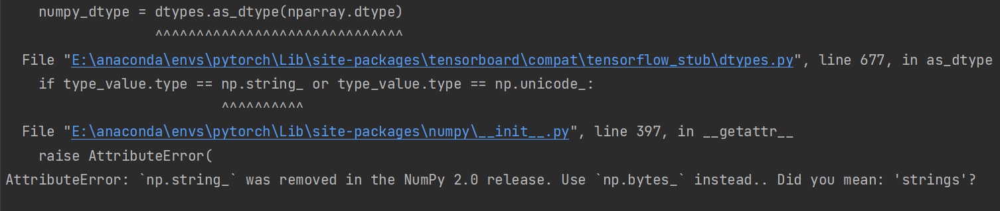 numpy_dtype = dtypes.as_dtype(nparray.dtype)
^^^^^^^^^^^^^^^^^^^^^^^^^^^^^^
File "E:\anaconda\envs\pytorch\Lib\site-packages\tensorboard\compat\tensorflow_stub\dtypes.py", line 677, in as_dtype
if type_value.type == np.string_ or type_value.type == np.unicode_:
^^^^^^^^^^
File "E:\anaconda\envs\pytorch\Lib\site-packages\numpy\__init__.py", line 397, in __getattr__
raise AttributeError(
AttributeError: `np.string_` was removed in the NumPy 2.0 release. Use `np.bytes_` instead.. Did you mean: 'strings'?